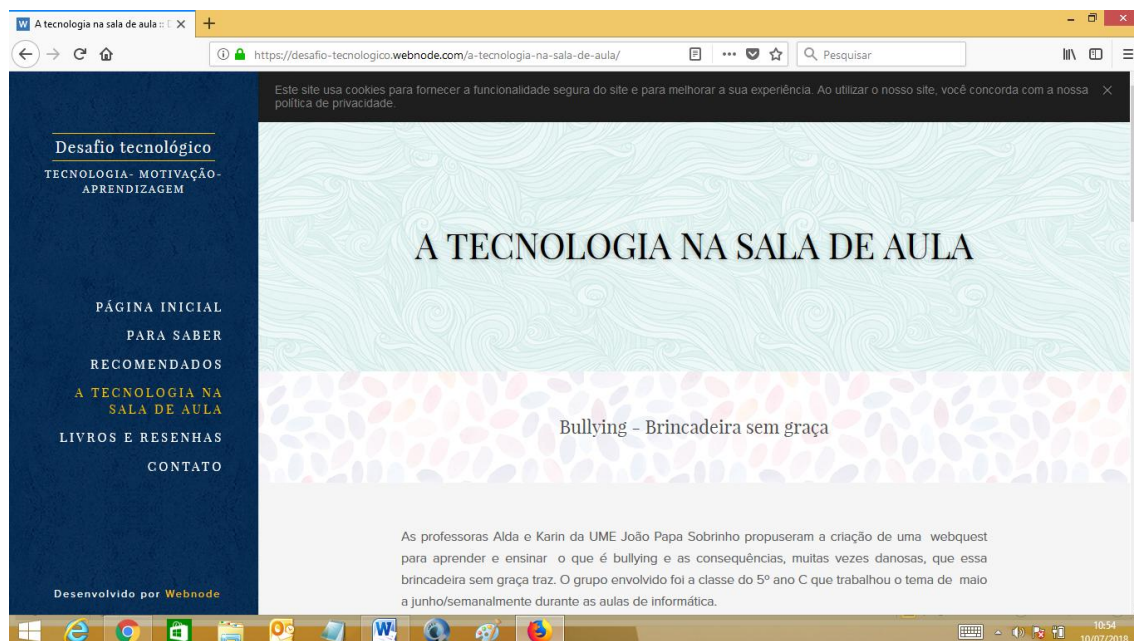 A tecnologia na sala de aula ::
https://desafio-tecnologico.webnode.com/a-tecnologia-na-sala-de-aula/
Pesquisar
Este site usa cookies para fornecer a funcionalidade segura do site e para melhorar a sua experiência. Ao utilizar o nosso site, você concorda com a nossa
política de privacidade.
Desafio tecnológico
TECNOLOGIA- MOTIVAÇÃO-
APRENDIZAGEM
PÁGINA INICIAL
PARA SABER
RECOMENDADOS
A TECNOLOGIA NA
SALA DE AULA
LIVROS E RESENHAS
CONTATO
Desenvolvido por Webnode
A TECNOLOGIA NA SALA DE AULA
Bullying – Brincadeira sem graça
As professoras Alda e Karin da UME João Papa Sobrinho propuseram a criação de uma webquest
para aprender e ensinar o que é bullying e as consequências, muitas vezes danosas, que essa
brincadeira sem graça traz. O grupo envolvido foi a classe do 5º ano C que trabalhou o tema de maio
a junho/semanalmente durante as aulas de informática.
10:54
10/07/2018